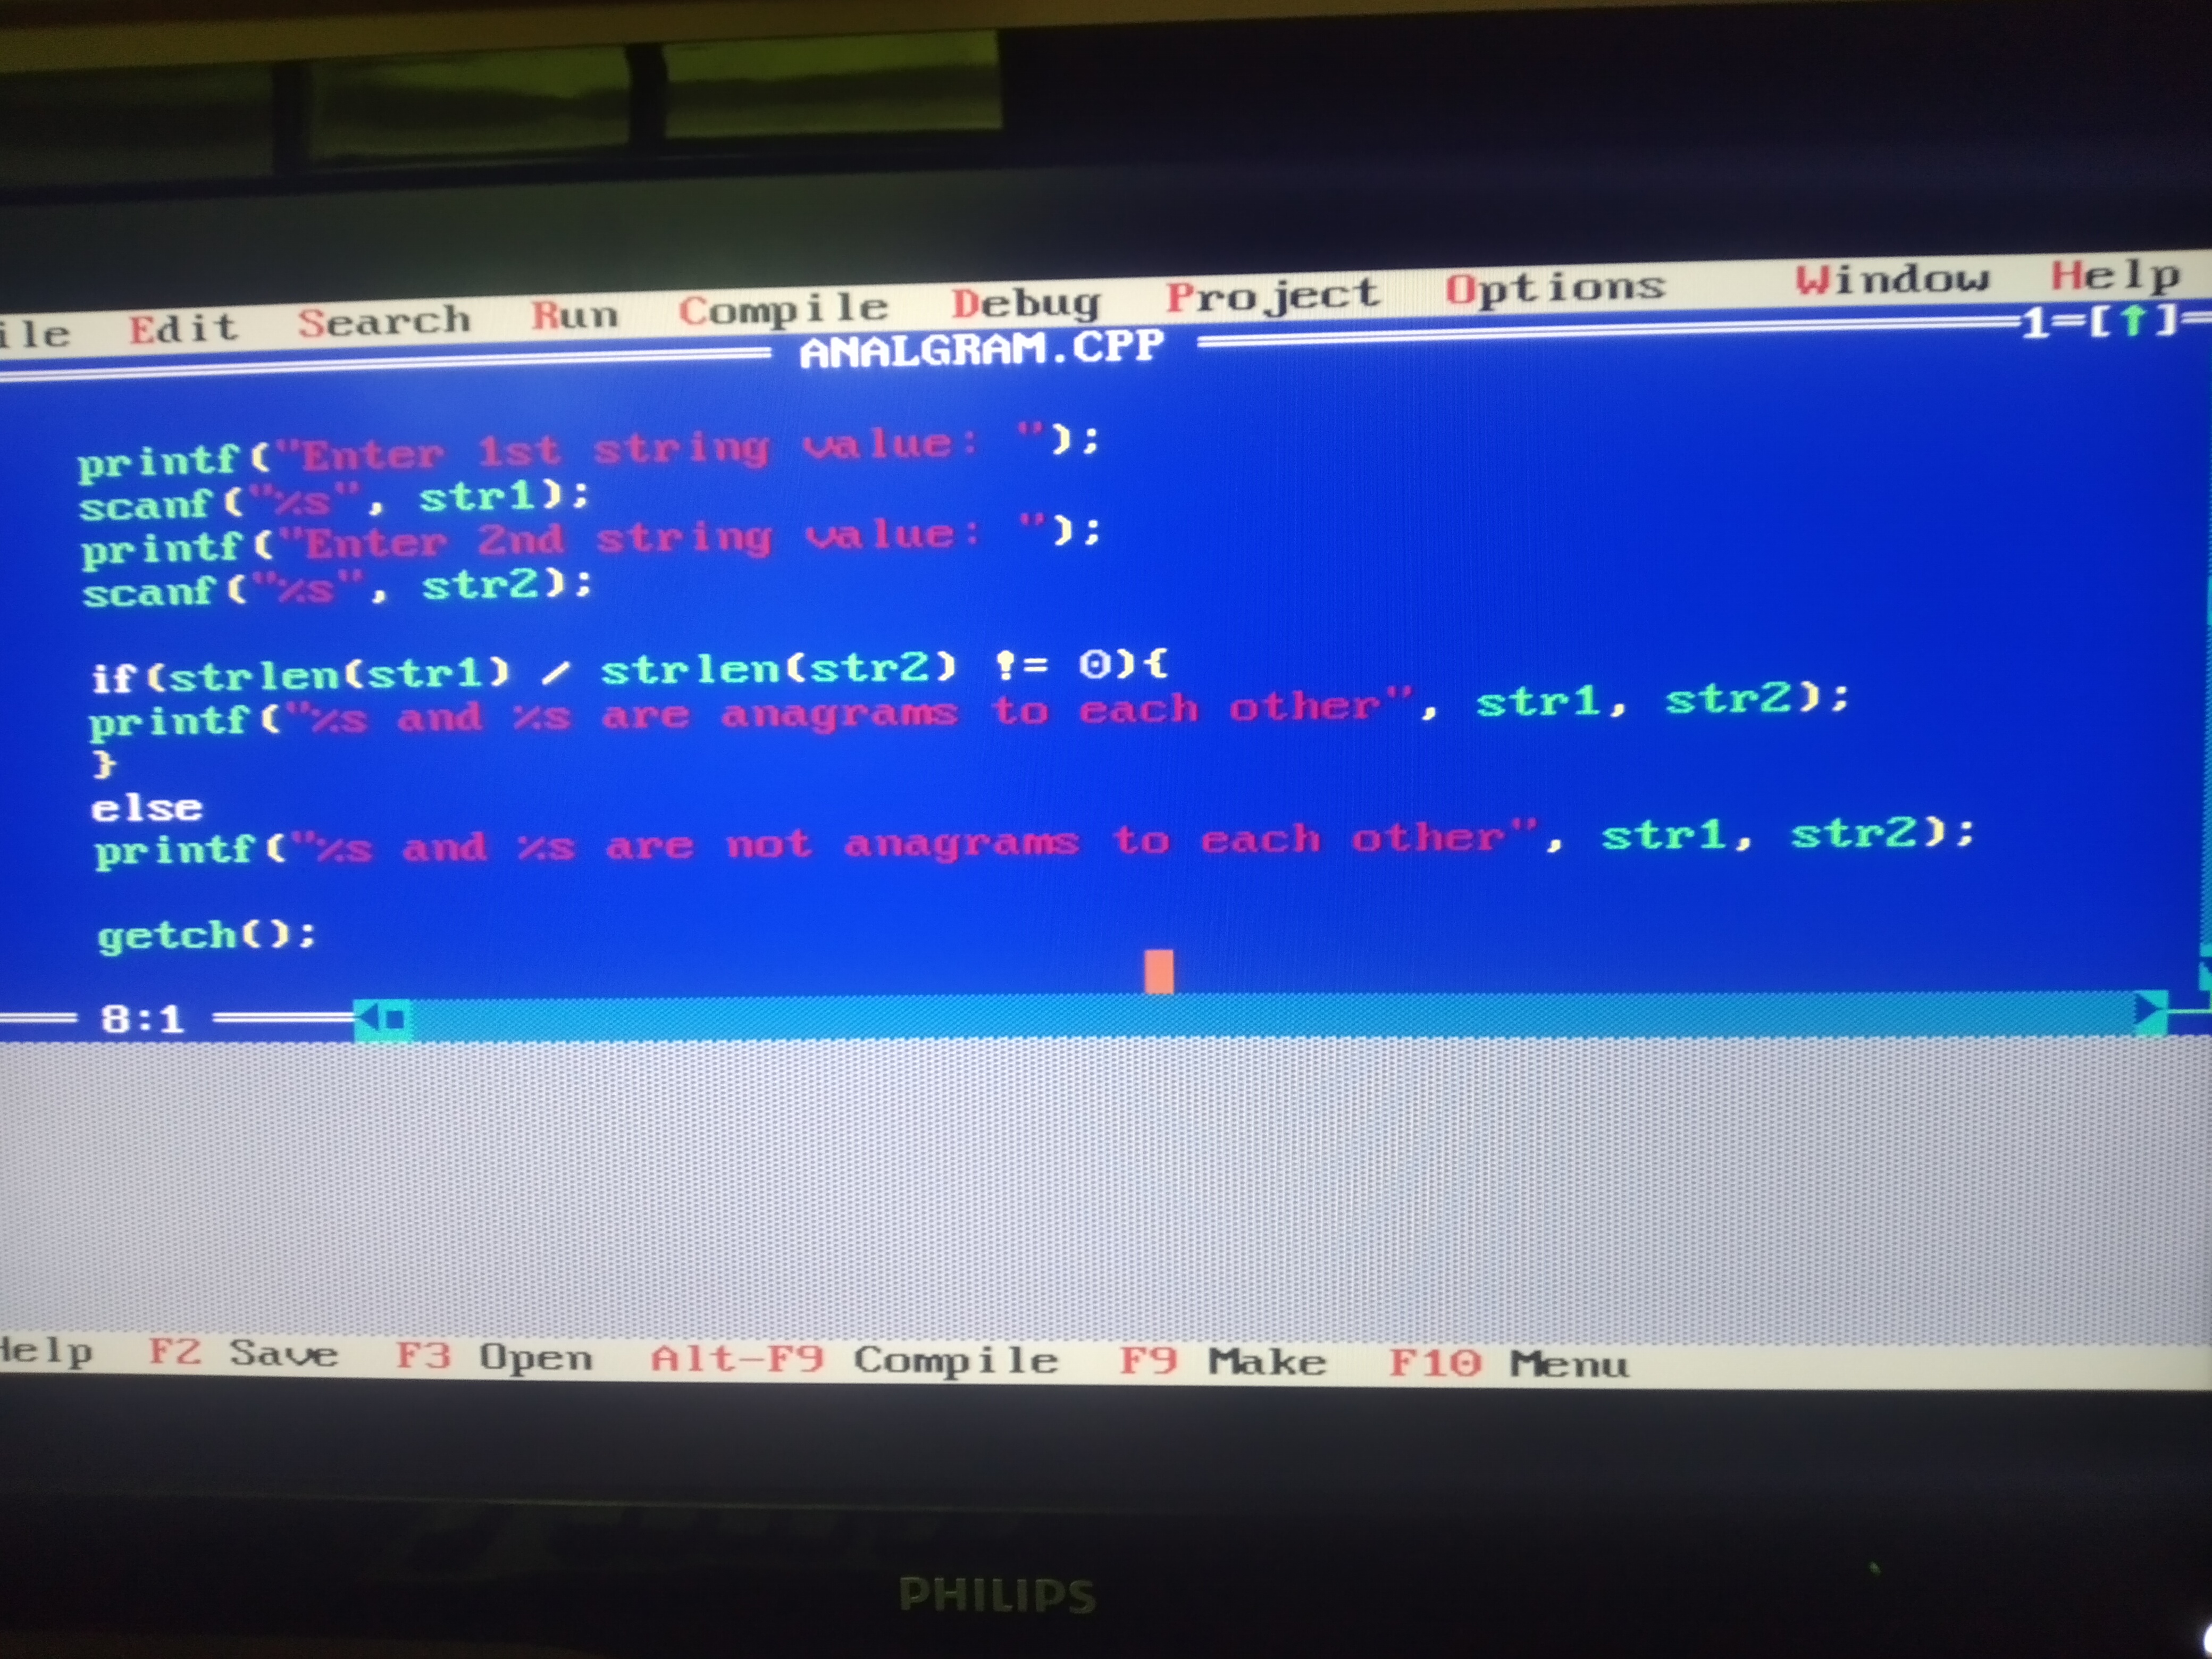 ile Edit Search Run Compile Debug Project Options Window Help
ANALGRAM.CPP 1=[↑]
printf("Enter 1st string value: ");
scanf("%s", str1);
printf("Enter 2nd string value: ");
scanf("%s", str2);
if(strlen(str1) / strlen(str2) != 0){
printf("%s and %s are anagrams to each other", str1, str2);
}
else
printf("%s and %s are not anagrams to each other", str1, str2);
getch();
8:1
Help F2 Save F3 Open Alt-F9 Compile F9 Make F10 Menu
PHILIPS